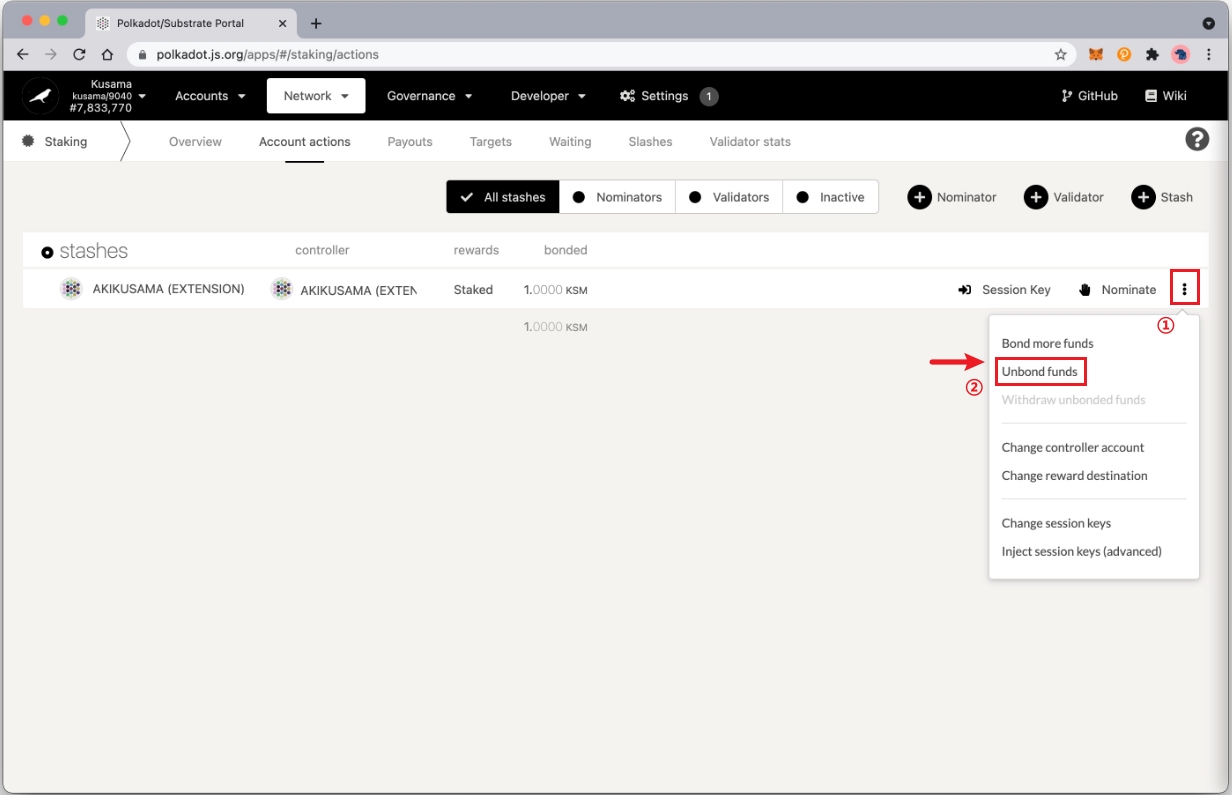 Polkadot/Substrate Portal
polkadot.js.org/apps/#/staking/actions
Kusama
kusama/9040
#7,833,770
Accounts
Network
Governance
Developer
Settings
1
GitHub
Wiki
Staking
Overview
Account actions
Payouts
Targets
Waiting
Slashes
Validator stats
?
All stashes
Nominators
Validators
Inactive
Nominator
Validator
Stash
stashes
controller
rewards
bonded
AKIKUSAMA (EXTENSION)
AKIKUSAMA (EXTEN
Staked
1.0000 KSM
Session Key
Nominate
1.0000 KSM
①
Bond more funds
Unbond funds
②
Withdraw unbonded funds
Change controller account
Change reward destination
Change session keys
Inject session keys (advanced)